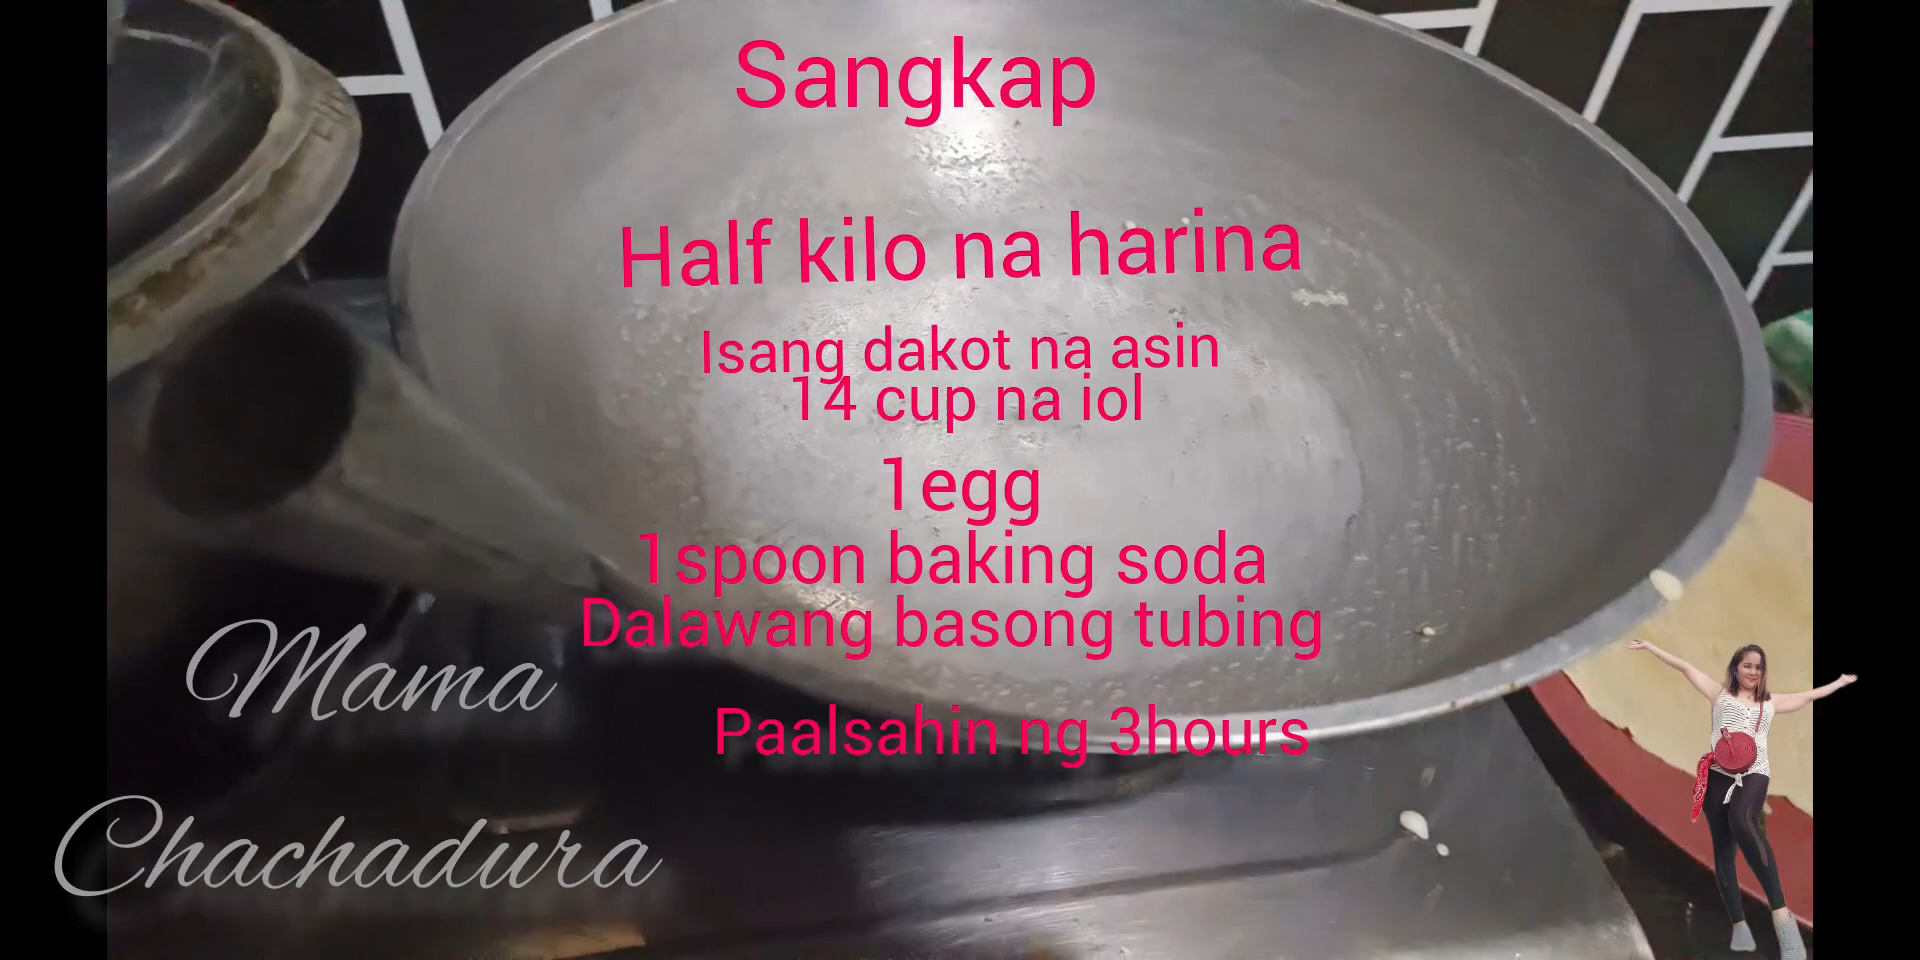 Sangkap
Half kilo na harina
Isang dakot na asin
14 cup na iol
1egg
1spoon baking soda
Dalawang basong tubing
Paalsahin ng 3hours
Mama
Chachadura